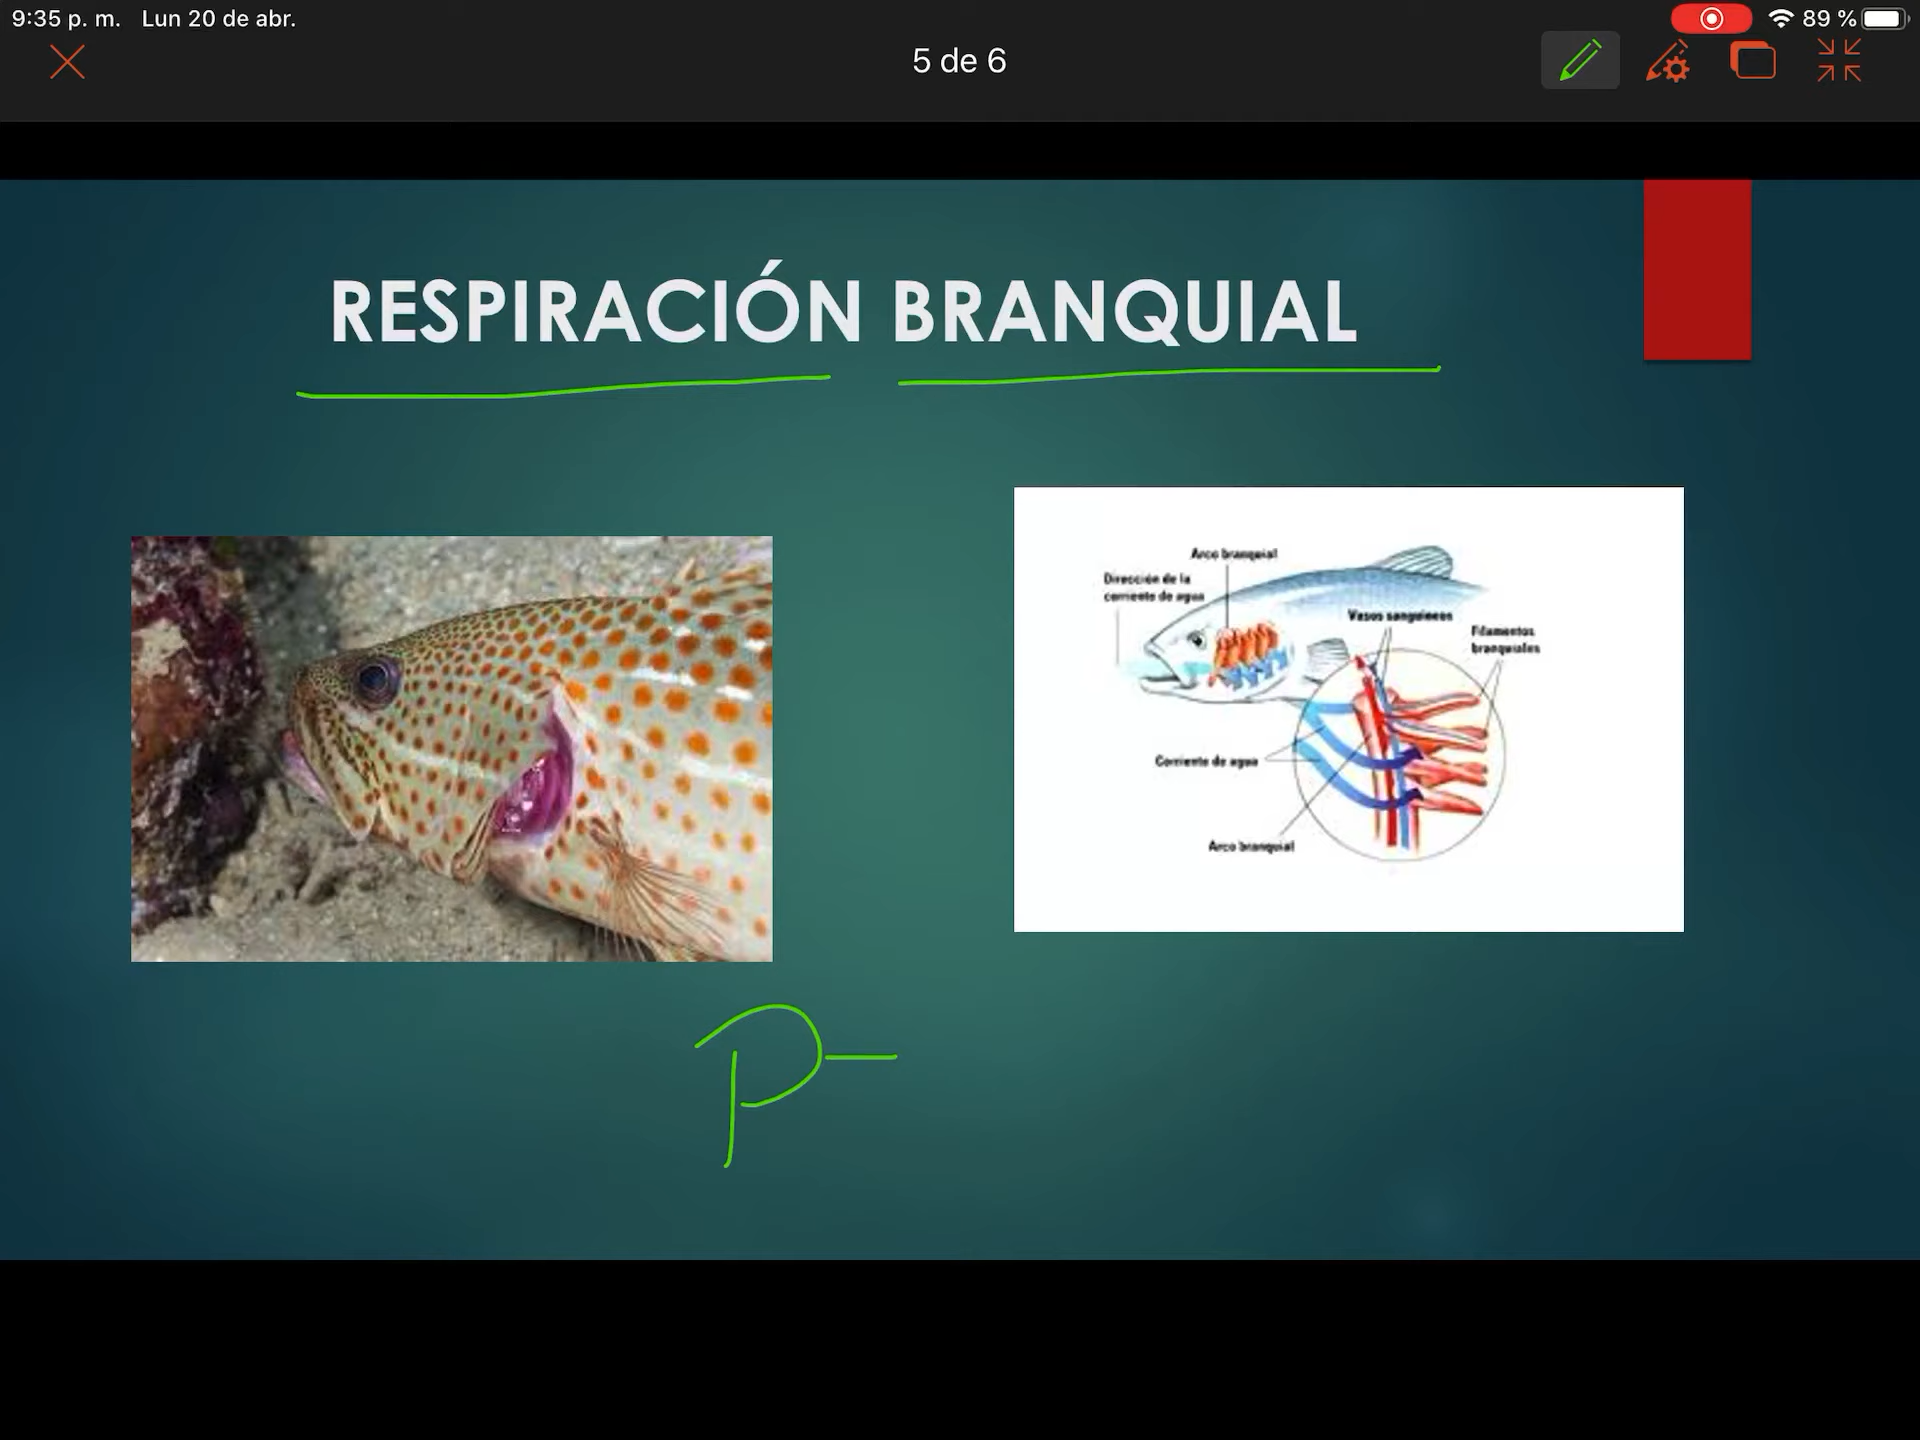 9:35 p. m. Lun 20 de abr.
89 %
5 de 6
RESPIRACIÓN BRANQUIAL
Arco branquial
Dirección de la
corriente de agua
Vasos sanguíneos
Filamentos
branquiales
Corriente de agua
Arco branquial
P-